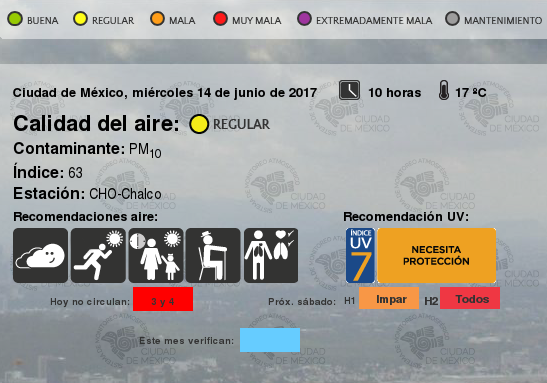 BUENA REGULAR MALA MUY MALA EXTREMADAMENTE MALA MANTENIMIENTO
Ciudad de México, miércoles 14 de junio de 2017 10 horas 17 ºC
Calidad del aire: REGULAR
Contaminante: PM10
Índice: 63
Estación: CHO-Chalco
Recomendaciones aire: Recomendación UV:
ÍNDICE
UV
7
NECESITA
PROTECCIÓN
Hoy no circulan: 3 y 4 Próx. sábado: H1 Impar H2 Todos
Este mes verifican:
CIUDAD
DE MÉXICO